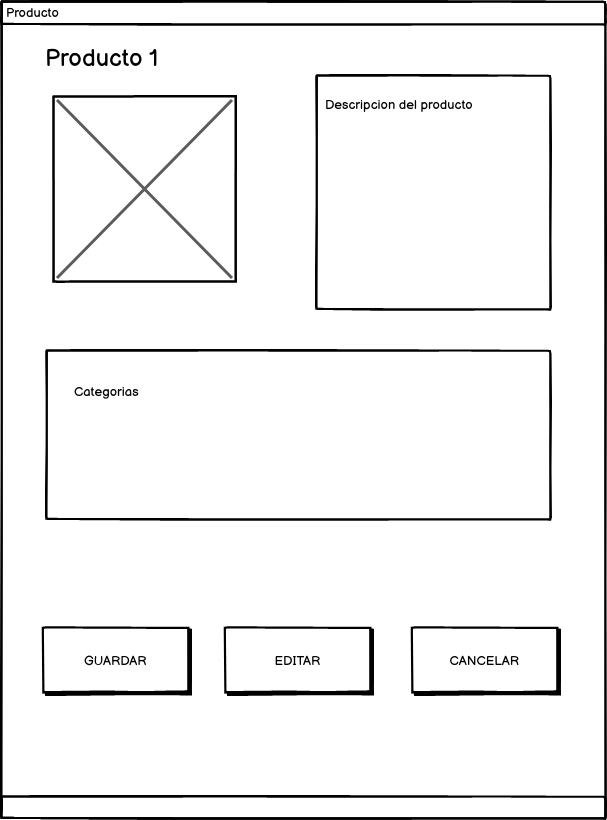 Producto
Producto 1
Descripcion del producto
Categorias
GUARDAR
EDITAR
CANCELAR